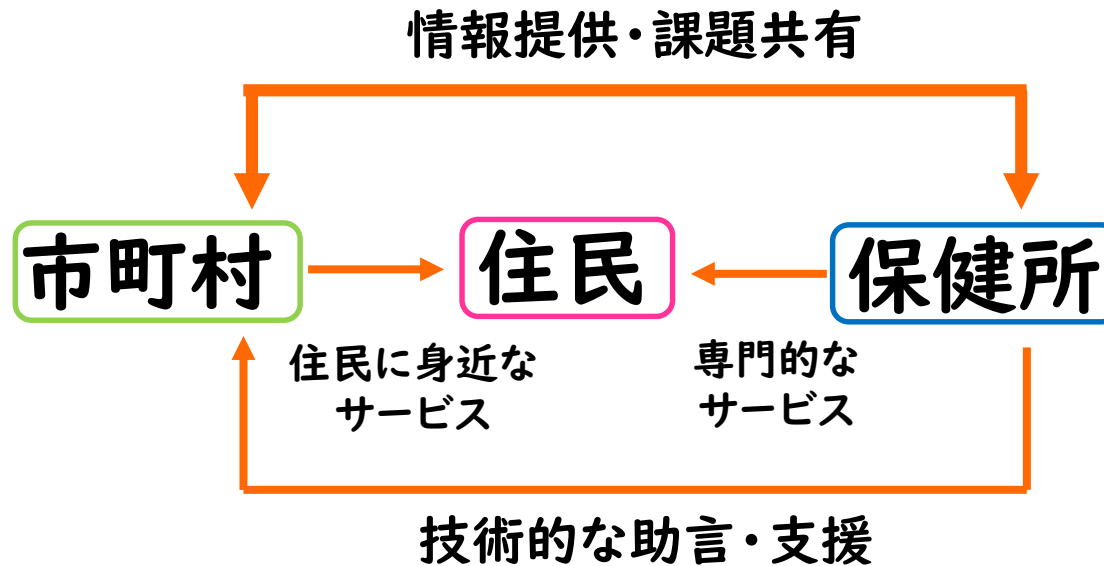 情報提供・課題共有
市町村
住民
保健所
住民に身近な
サービス
専門的な
サービス
技術的な助言・支援